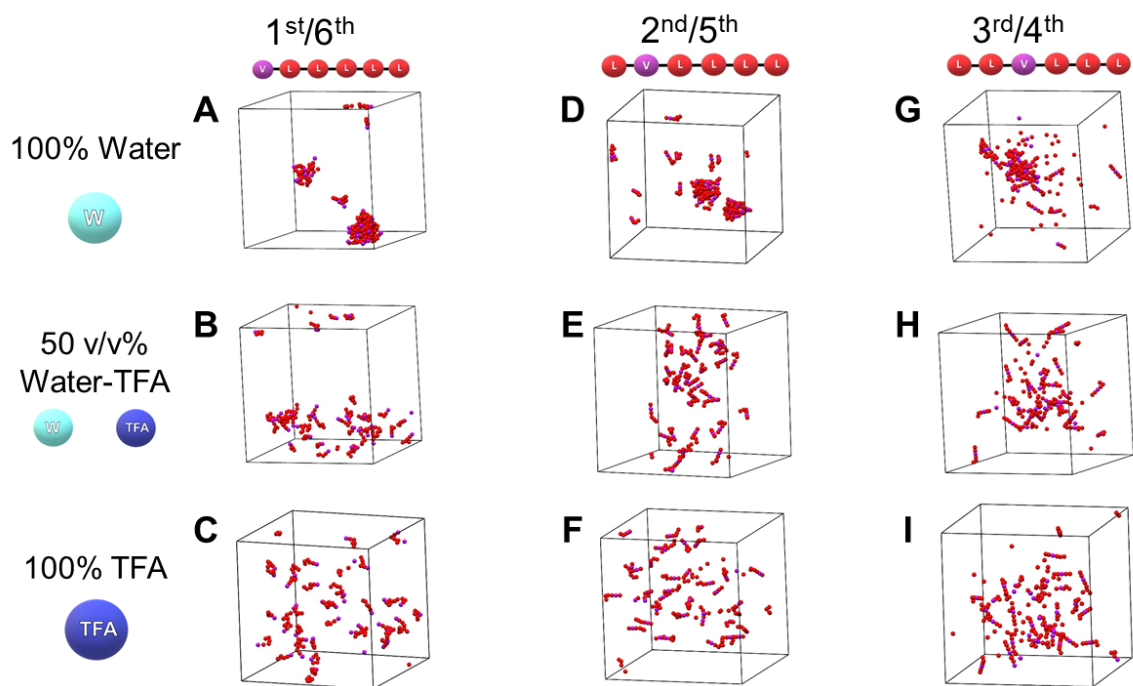 1st/6th
2nd/5th
3rd/4th
V L L L L L
L V L L L L
L L V L L L
A
D
G
100% Water
W
B
E
H
50 v/v%
Water-TFA
W
TFA
C
F
I
100% TFA
TFA